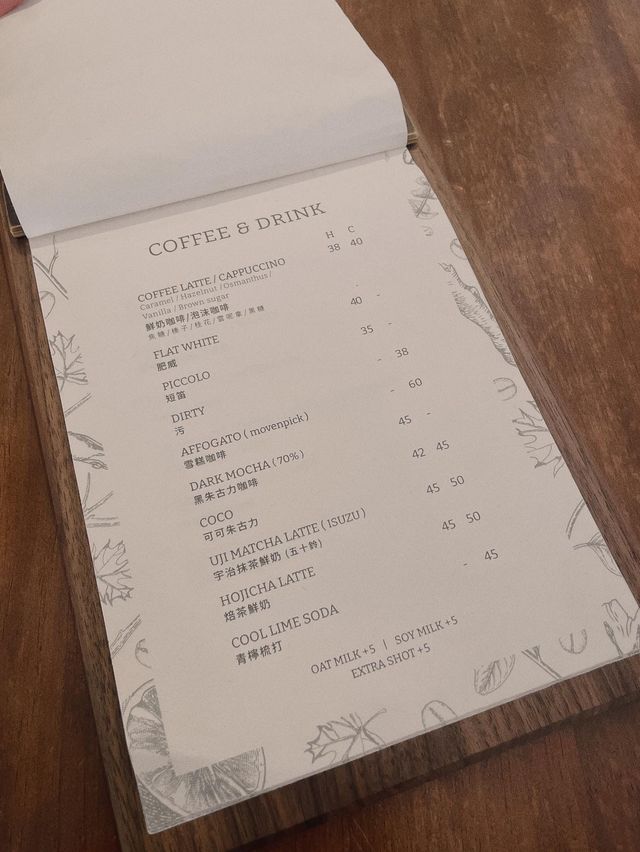 COFFEE & DRINK
H C
COFFEE LATTE / CAPPUCCINO 38 40
Caramel / Hazelnut / Osmanthus /
Vanilla / Brown sugar
鮮奶咖啡/泡沫咖啡
焦糖/榛子/桂花/雲呢拿/黑糖
FLAT WHITE 40 -
肥威
PICCOLO 35 -
短笛
DIRTY - 38
污
AFFOGATO ( movenpick ) - 60
雪糕咖啡
DARK MOCHA ( 70% ) 45 -
黑朱古力咖啡
COCO 42 45
可可朱古力
UJI MATCHA LATTE ( ISUZU ) 45 50
宇治抹茶鮮奶 (五十鈴)
HOJICHA LATTE 45 50
焙茶鮮奶
COOL LIME SODA - 45
青檸梳打
OAT MILK +5 | SOY MILK +5
EXTRA SHOT +5